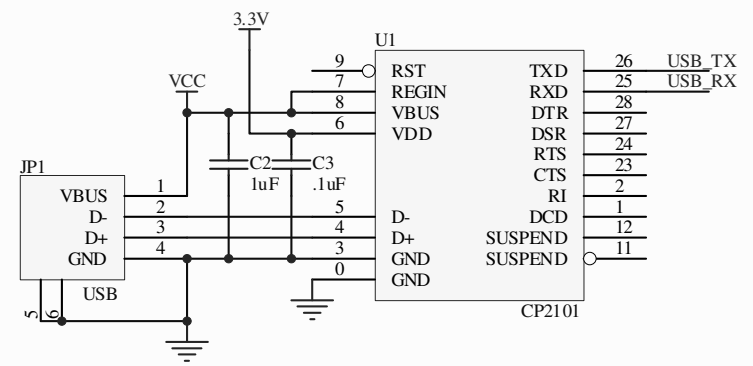 3.3V
U1
9 RST TXD 26 USB_TX
VCC 7 REGIN RXD 25 USB_RX
8 VBUS DTR 28
6 VDD DSR 27
RTS 24
JP1 C2 C3 CTS 23
VBUS 1 1uF .1uF RI 2
D- 2 5 D- DCD 1
D+ 3 4 D+ SUSPEND 12
GND 4 3 GND SUSPEND 11
0 GND
USB
5 6 CP2101